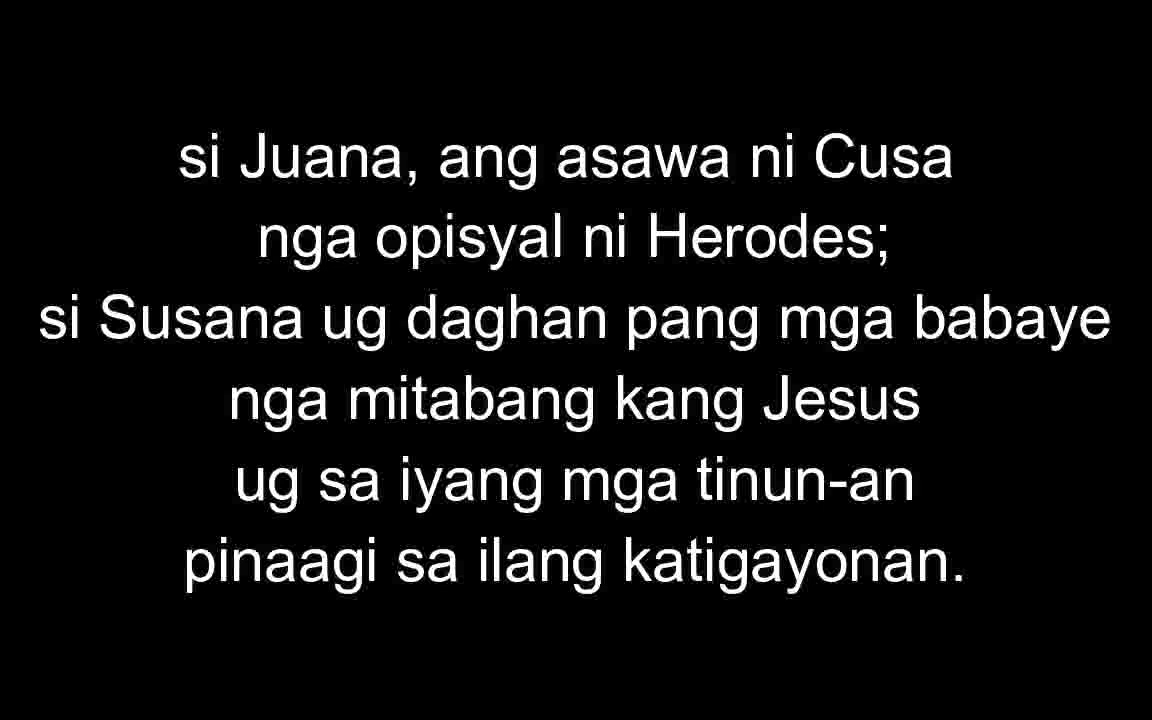 si Juana, ang asawa ni Cusa
nga opisyal ni Herodes;
si Susana ug daghan pang mga babaye
nga mitabang kang Jesus
ug sa iyang mga tinun-an
pinaagi sa ilang katigayonan.